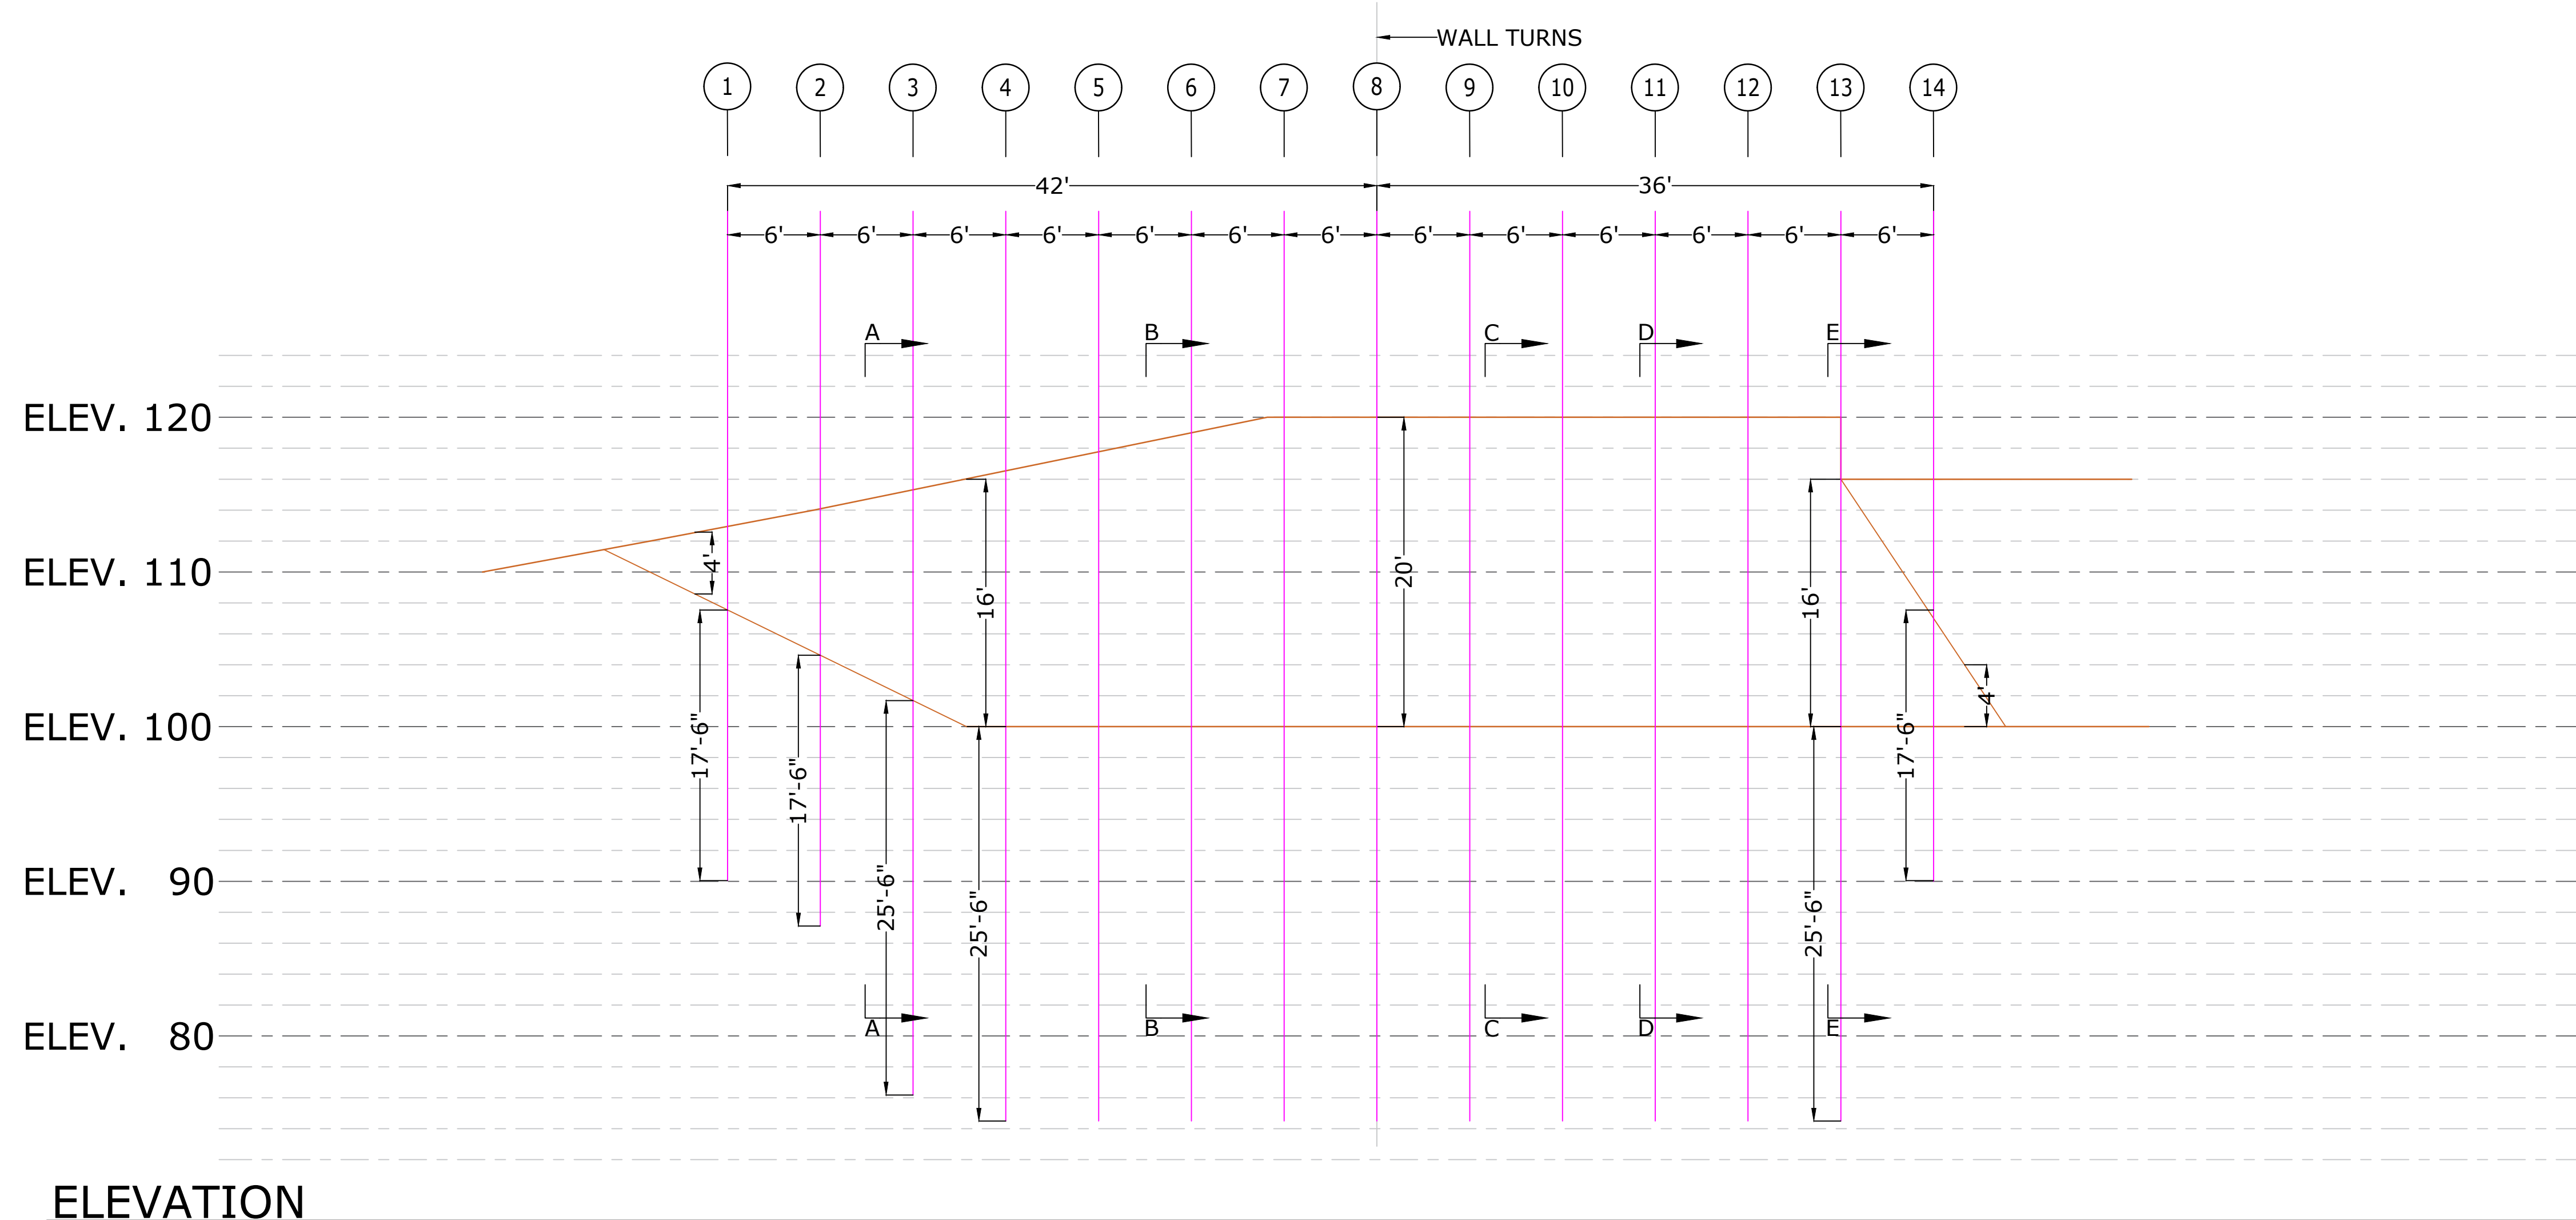 WALL TURNS
1 2 3 4 5 6 7 8 9 10 11 12 13 14
42' 36'
6' 6' 6' 6' 6' 6' 6' 6' 6' 6' 6' 6' 6'
A B C D E
ELEV. 120
ELEV. 110
4' 16' 20' 16'
ELEV. 100
17'-6" 17'-6" 25'-6" 25'-6" 25'-6" 17'-6" 4'
ELEV. 90
ELEV. 80
A B C D E
ELEVATION